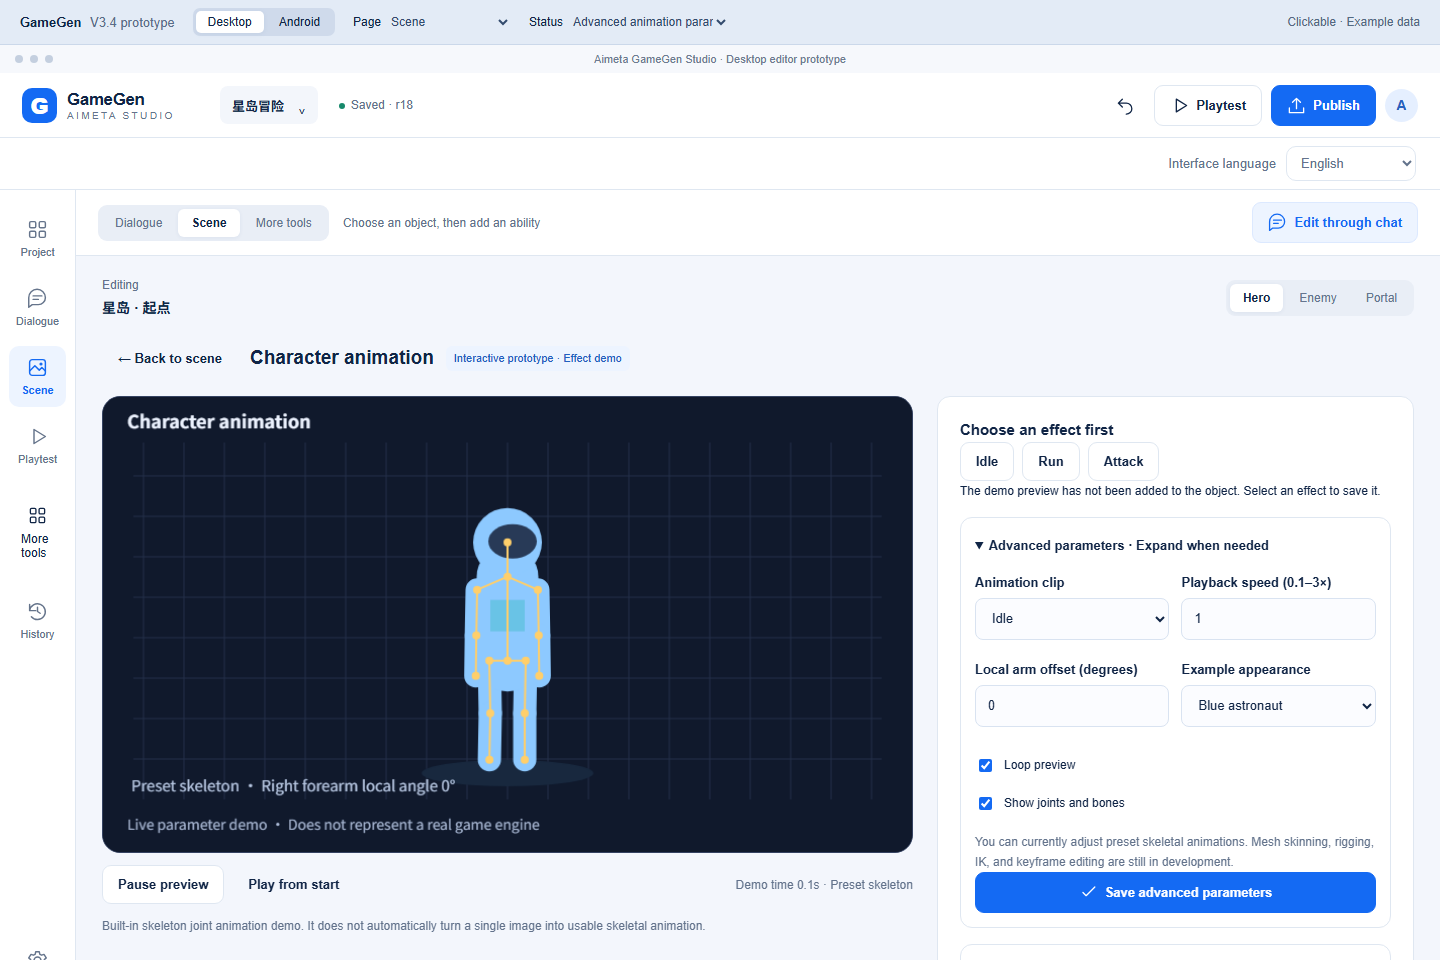 GameGen V3.4 prototype Desktop Android Page Scene Status Advanced animation parar Clickable · Example data
Aimeta GameGen Studio · Desktop editor prototype
G GameGen
AIMETA STUDIO
星岛冒险
Saved · r18
Playtest
Publish
A
Interface language English
Project
Dialogue
Scene
Playtest
More
tools
History
Dialogue Scene More tools Choose an object, then add an ability
Edit through chat
Editing
星岛 · 起点
Hero Enemy Portal
← Back to scene
Character animation
Interactive prototype · Effect demo
Character animation
Preset skeleton • Right forearm local angle 0°
Live parameter demo • Does not represent a real game engine
Pause preview
Play from start
Demo time 0.1s · Preset skeleton
Built-in skeleton joint animation demo. It does not automatically turn a single image into usable skeletal animation.
Choose an effect first
Idle Run Attack
The demo preview has not been added to the object. Select an effect to save it.
▼ Advanced parameters · Expand when needed
Animation clip
Idle
Playback speed (0.1–3×)
1
Local arm offset (degrees)
0
Example appearance
Blue astronaut
Loop preview
Show joints and bones
You can currently adjust preset skeletal animations. Mesh skinning, rigging,
IK, and keyframe editing are still in development.
Save advanced parameters